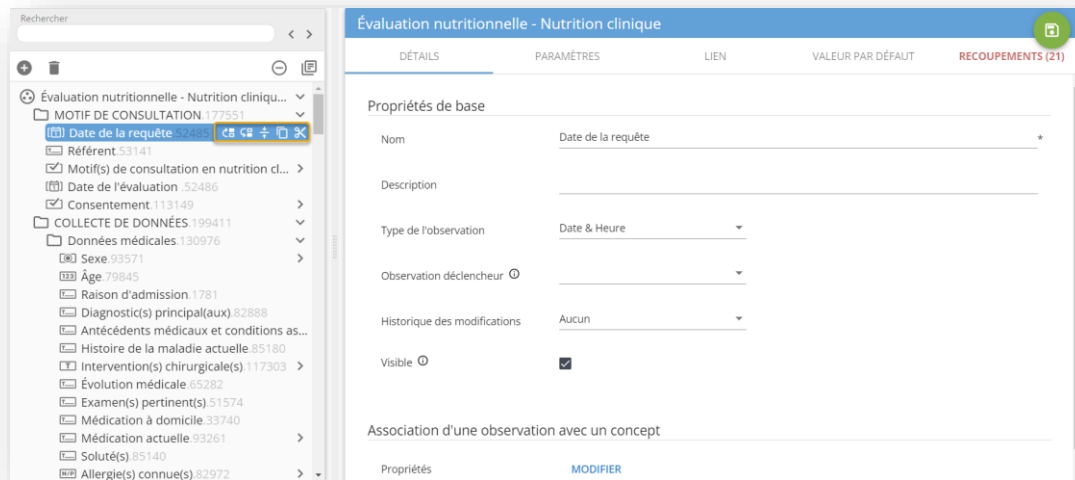 Rechercher
Évaluation nutritionnelle - Nutrition cliniqu...
MOTIF DE CONSULTATION.177551
Date de la requête.52485
Référent.53141
Motif(s) de consultation en nutrition cl...
Date de l'évaluation .52486
Consentement.113149
COLLECTE DE DONNÉES.199411
Données médicales.130976
Sexe.93571
123 Âge.79845
Raison d'admission.1781
Diagnostic(s) principal(aux).82888
Antécédents médicaux et conditions as...
Histoire de la maladie actuelle.85180
Intervention(s) chirurgicale(s).117303
Évolution médicale.65282
Examen(s) pertinent(s).51574
Médication à domicile.33740
Médication actuelle.93261
Soluté(s).85140
N/P Allergie(s) connue(s).82972
Évaluation nutritionnelle - Nutrition clinique
DÉTAILS PARAMÈTRES LIEN VALEUR PAR DÉFAUT RECOUPEMENTS (21)
Propriétés de base
Nom Date de la requête *
Description
Type de l'observation Date & Heure
Observation déclencheur
Historique des modifications Aucun
Visible
Association d'une observation avec un concept
Propriétés MODIFIER